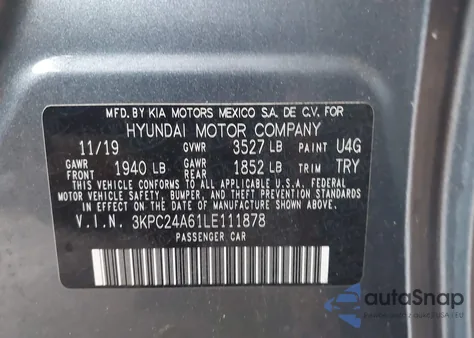 MFD. BY KIA MOTORS MEXICO S.A. DE C.V. FOR
HYUNDAI MOTOR COMPANY
11/19 GVWR 3527 LB PAINT U4G
GAWR FRONT 1940 LB GAWR REAR 1852 LB TRIM TRY
THIS VEHICLE CONFORMS TO ALL APPLICABLE U.S.A. FEDERAL
MOTOR VEHICLE SAFETY, BUMPER, AND THEFT PREVENTION STANDARDS
IN EFFECT ON THE DATE OF MANUFACTURE SHOWN ABOVE.
V.I.N. 3KPC24A61LE111878
PASSENGER CAR
autoSnap